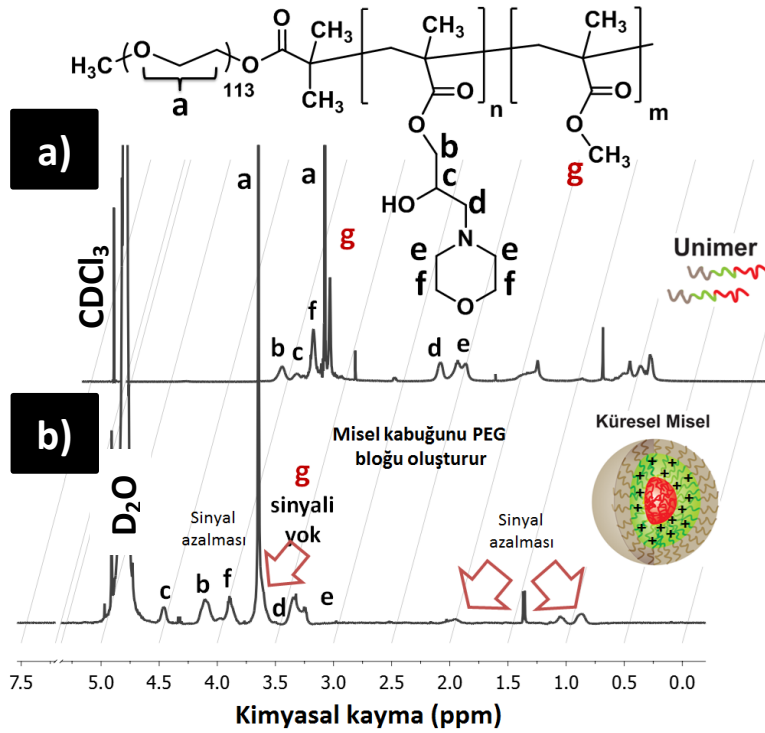 H₃C
O
113
O
O
CH₃
CH₃
CH₃
O
n
CH₃
O
m
a
a)
O
O
CH₃
g
b
c
HO
d
N
e
e
f
f
O
a
a
g
CDCl₃
b
c
f
d
e
Unimer
b)
Misel kabuğunu PEG
bloğu oluşturur
Küresel Misel
+ + + + + + + + + + + + + + + +
D₂O
Sinyal
azalması
g
sinyali
yok
Sinyal
azalması
c
b
f
d
e
7.5 5.0 4.5 4.0 3.5 3.0 2.5 2.0 1.5 1.0 0.5 0.0
Kimyasal kayma (ppm)